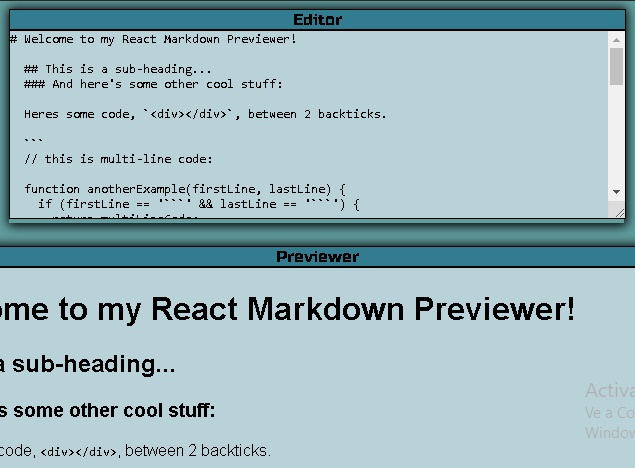 Editor
# Welcome to my React Markdown Previewer!
## This is a sub-heading...
### And here's some other cool stuff:
Heres some code, `<div></div>`, between 2 backticks.
```
// this is multi-line code:
function anotherExample(firstLine, lastLine) {
if (firstLine == '```' && lastLine == '```') {
return multiLineCode;
Previewer
ome to my React Markdown Previewer!
a sub-heading...
s some other cool stuff:
code, <div></div>, between 2 backticks.
Activa
Ve a Co
Window